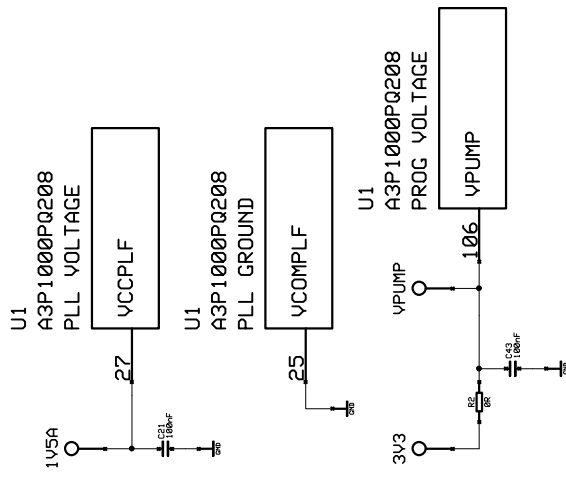 U1
A3P1000PQ208
PLL VOLTAGE
VCCPLF
27
1V5A
C21
100nF
GND
U1
A3P1000PQ208
PLL GROUND
VCOMPLF
25
GND
U1
A3P1000PQ208
PROG VOLTAGE
VPUMP
106
VPUMP
C43
100nF
GND
R2
0R
3V3